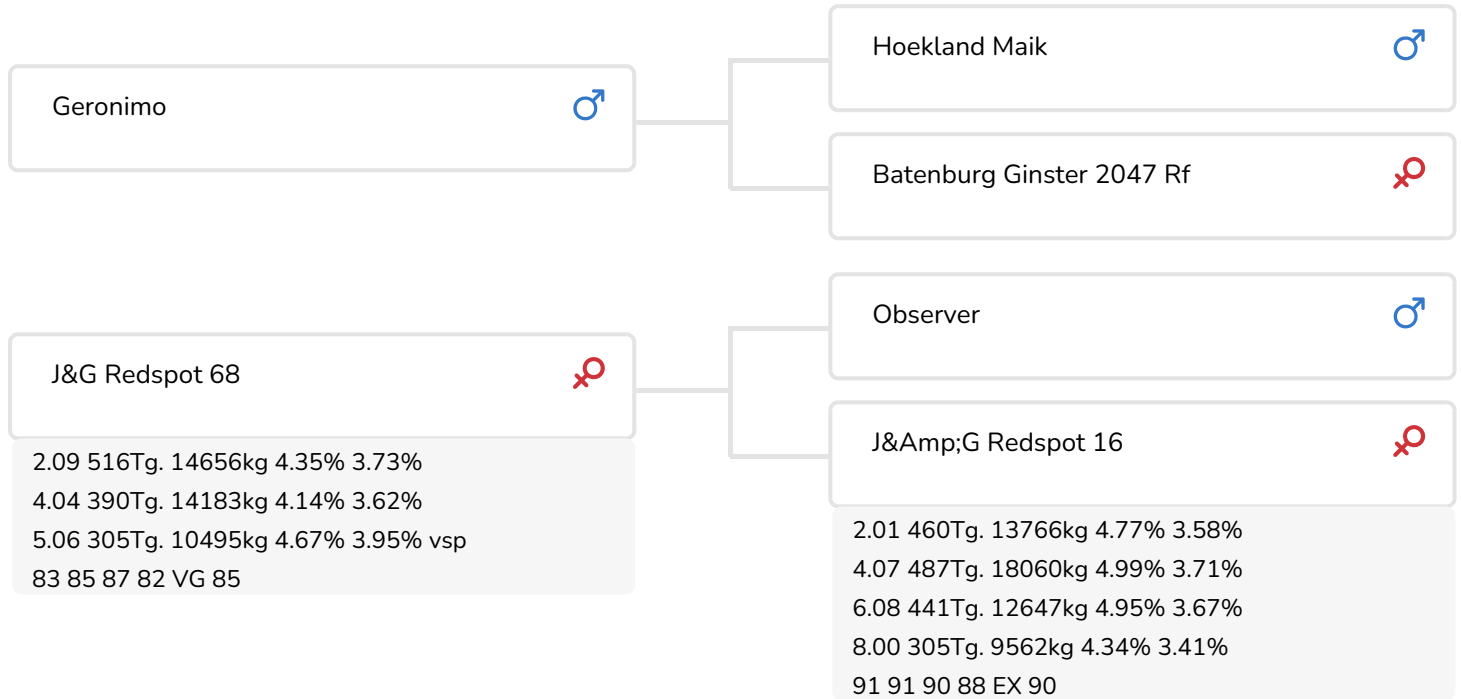 Hoekland Maik
Geronimo
Batenburg Ginster 2047 Rf
Observer
J&G Redspot 68
2.09 516Tg. 14656kg 4.35% 3.73%
4.04 390Tg. 14183kg 4.14% 3.62%
5.06 305Tg. 10495kg 4.67% 3.95% vsp
83 85 87 82 VG 85
J&Amp;G Redspot 16
2.01 460Tg. 13766kg 4.77% 3.58%
4.07 487Tg. 18060kg 4.99% 3.71%
6.08 441Tg. 12647kg 4.95% 3.67%
8.00 305Tg. 9562kg 4.34% 3.41%
91 91 90 88 EX 90